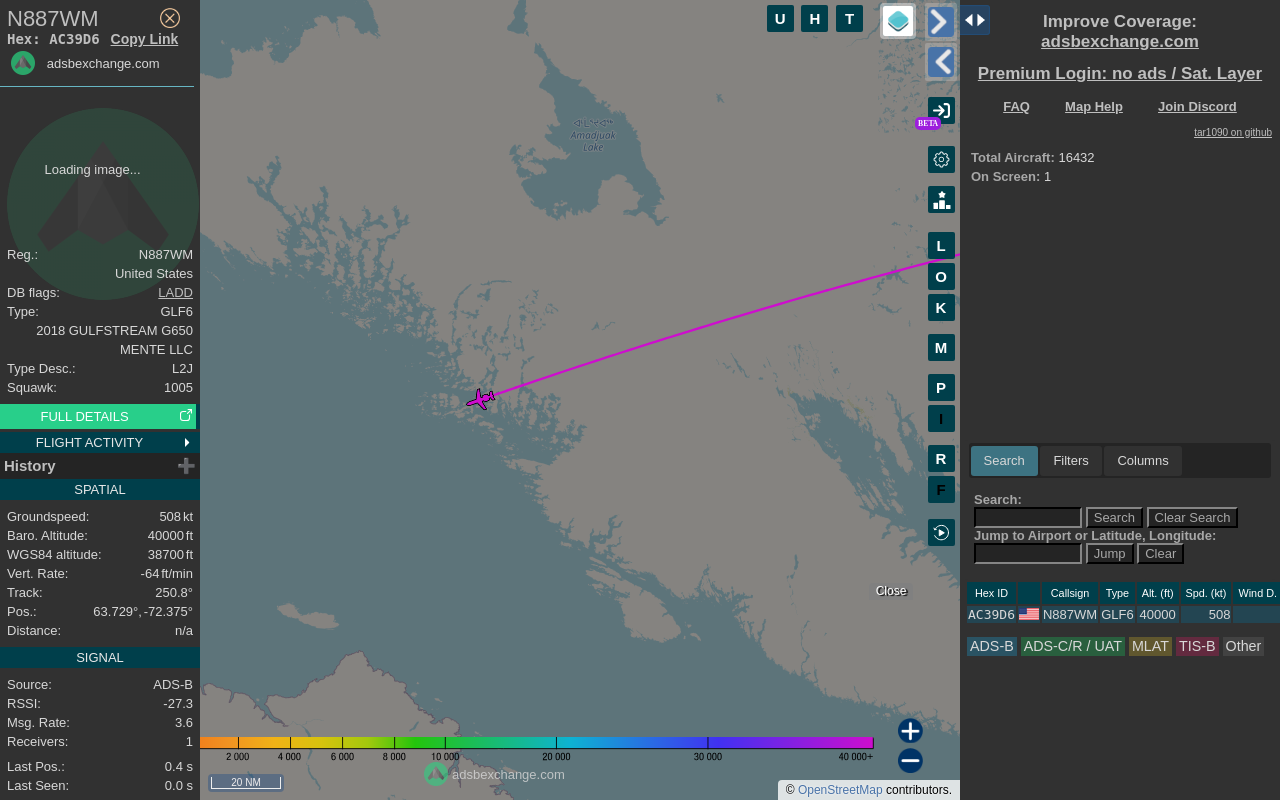 N887WM
Hex: AC39D6 Copy Link
adsbexchange.com
Loading image...
Reg.: N887WM
United States
DB flags: LADD
Type: GLF6
2018 GULFSTREAM G650
MENTE LLC
Type Desc.: L2J
Squawk: 1005
FULL DETAILS
FLIGHT ACTIVITY
History
SPATIAL
Groundspeed: 508 kt
Baro. Altitude: 40000 ft
WGS84 altitude: 38700 ft
Vert. Rate: -64 ft/min
Track: 250.8°
Pos.: 63.729°, -72.375°
Distance: n/a
SIGNAL
Source: ADS-B
RSSI: -27.3
Msg. Rate: 3.6
Receivers: 1
Last Pos.: 0.4 s
Last Seen: 0.0 s
U H T
BETA
L
O
K
M
P
I
R
F
Amadjuak
Lake
Close
2 000 4 000 6 000 8 000 10 000 20 000 30 000 40 000+
adsbexchange.com
20 NM
© OpenStreetMap contributors.
Improve Coverage:
adsbexchange.com
Premium Login: no ads / Sat. Layer
FAQ Map Help Join Discord
tar1090 on github
Total Aircraft: 16432
On Screen: 1
Search Filters Columns
Search:
Search Clear Search
Jump to Airport or Latitude, Longitude:
Jump Clear
Hex ID Callsign Type Alt. (ft) Spd. (kt) Wind D.
AC39D6 N887WM GLF6 40000 508
ADS-B ADS-C/R / UAT MLAT TIS-B Other